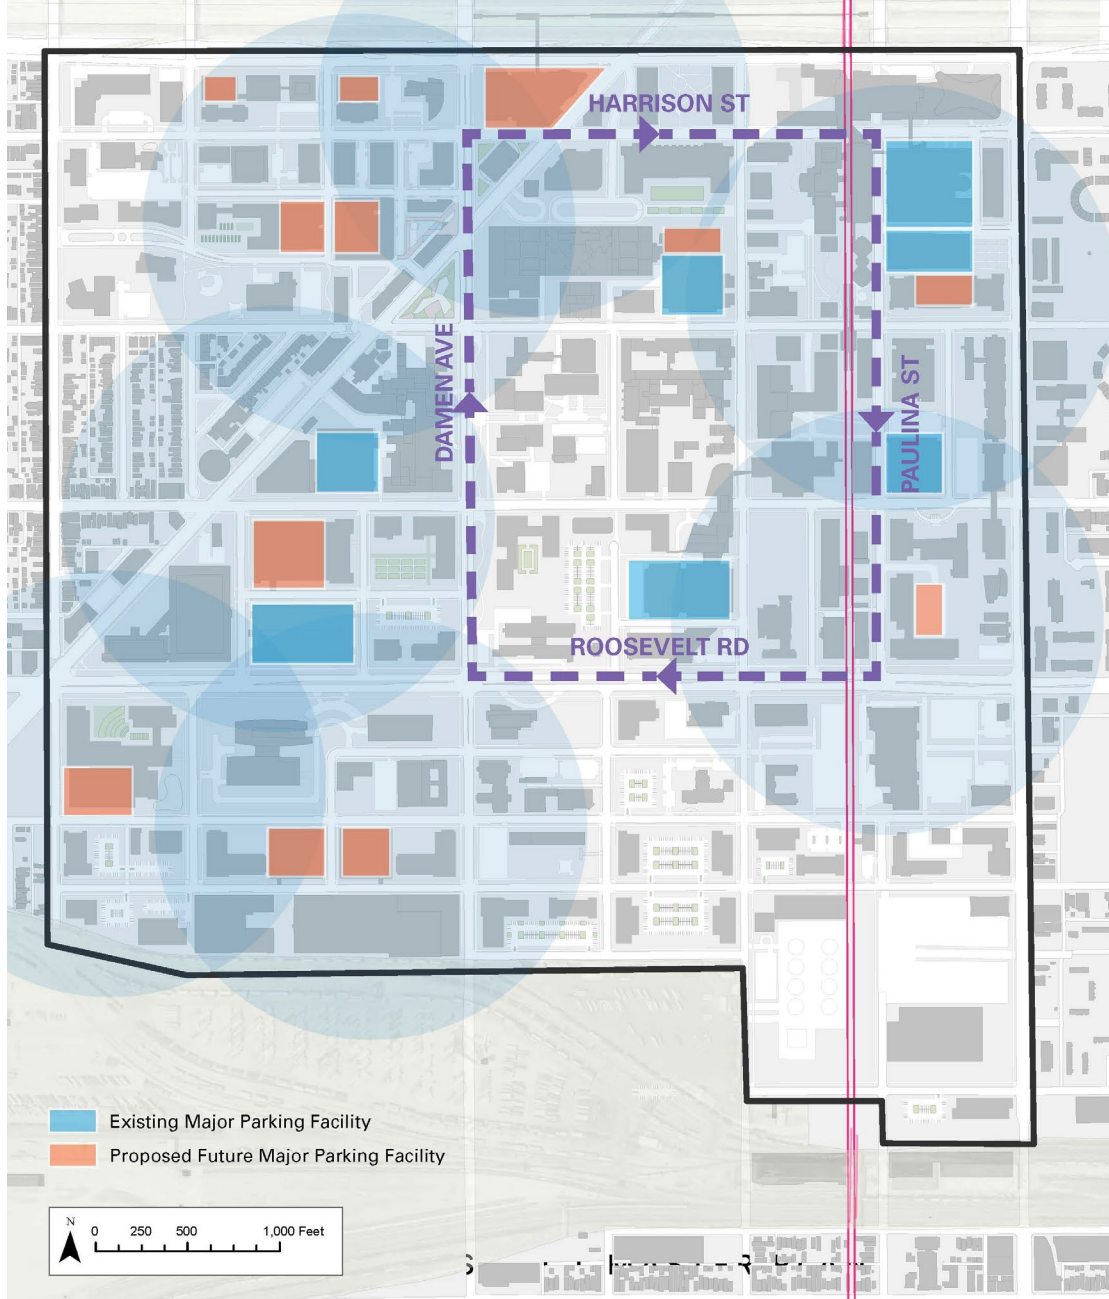 HARRISON ST
DAMEN AVE
PAULINA ST
ROOSEVELT RD
Existing Major Parking Facility
Proposed Future Major Parking Facility
N
0 250 500 1,000 Feet